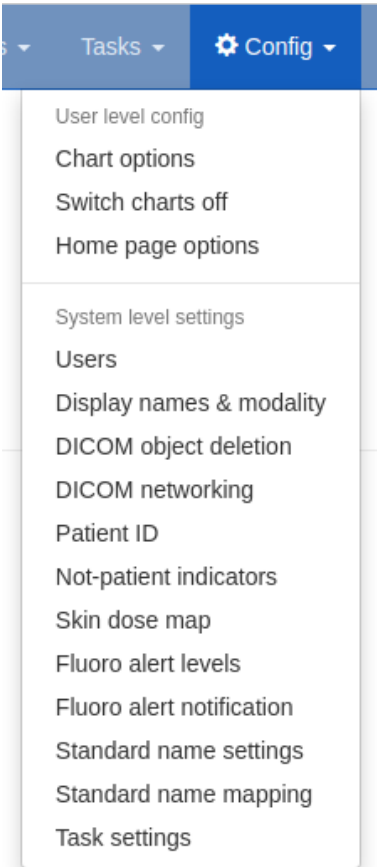 s Tasks Config
User level config
Chart options
Switch charts off
Home page options
System level settings
Users
Display names & modality
DICOM object deletion
DICOM networking
Patient ID
Not-patient indicators
Skin dose map
Fluoro alert levels
Fluoro alert notification
Standard name settings
Standard name mapping
Task settings